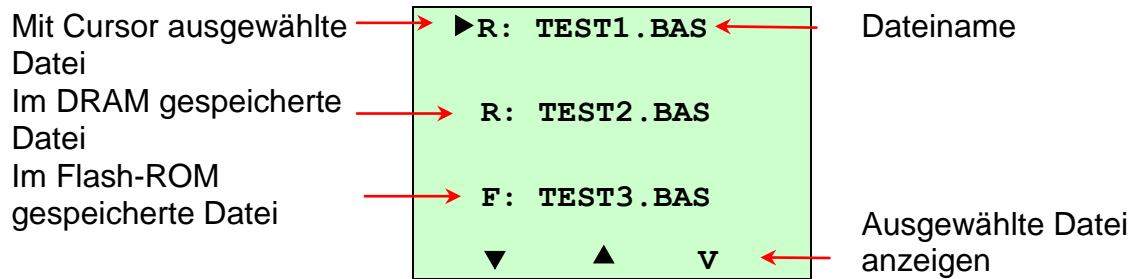 Mit Cursor ausgewählte
Datei
Im DRAM gespeicherte
Datei
Im Flash-ROM
gespeicherte Datei
▶R: TEST1.BAS
R: TEST2.BAS
F: TEST3.BAS
▼ ▲ V
Dateiname
Ausgewählte Datei
anzeigen